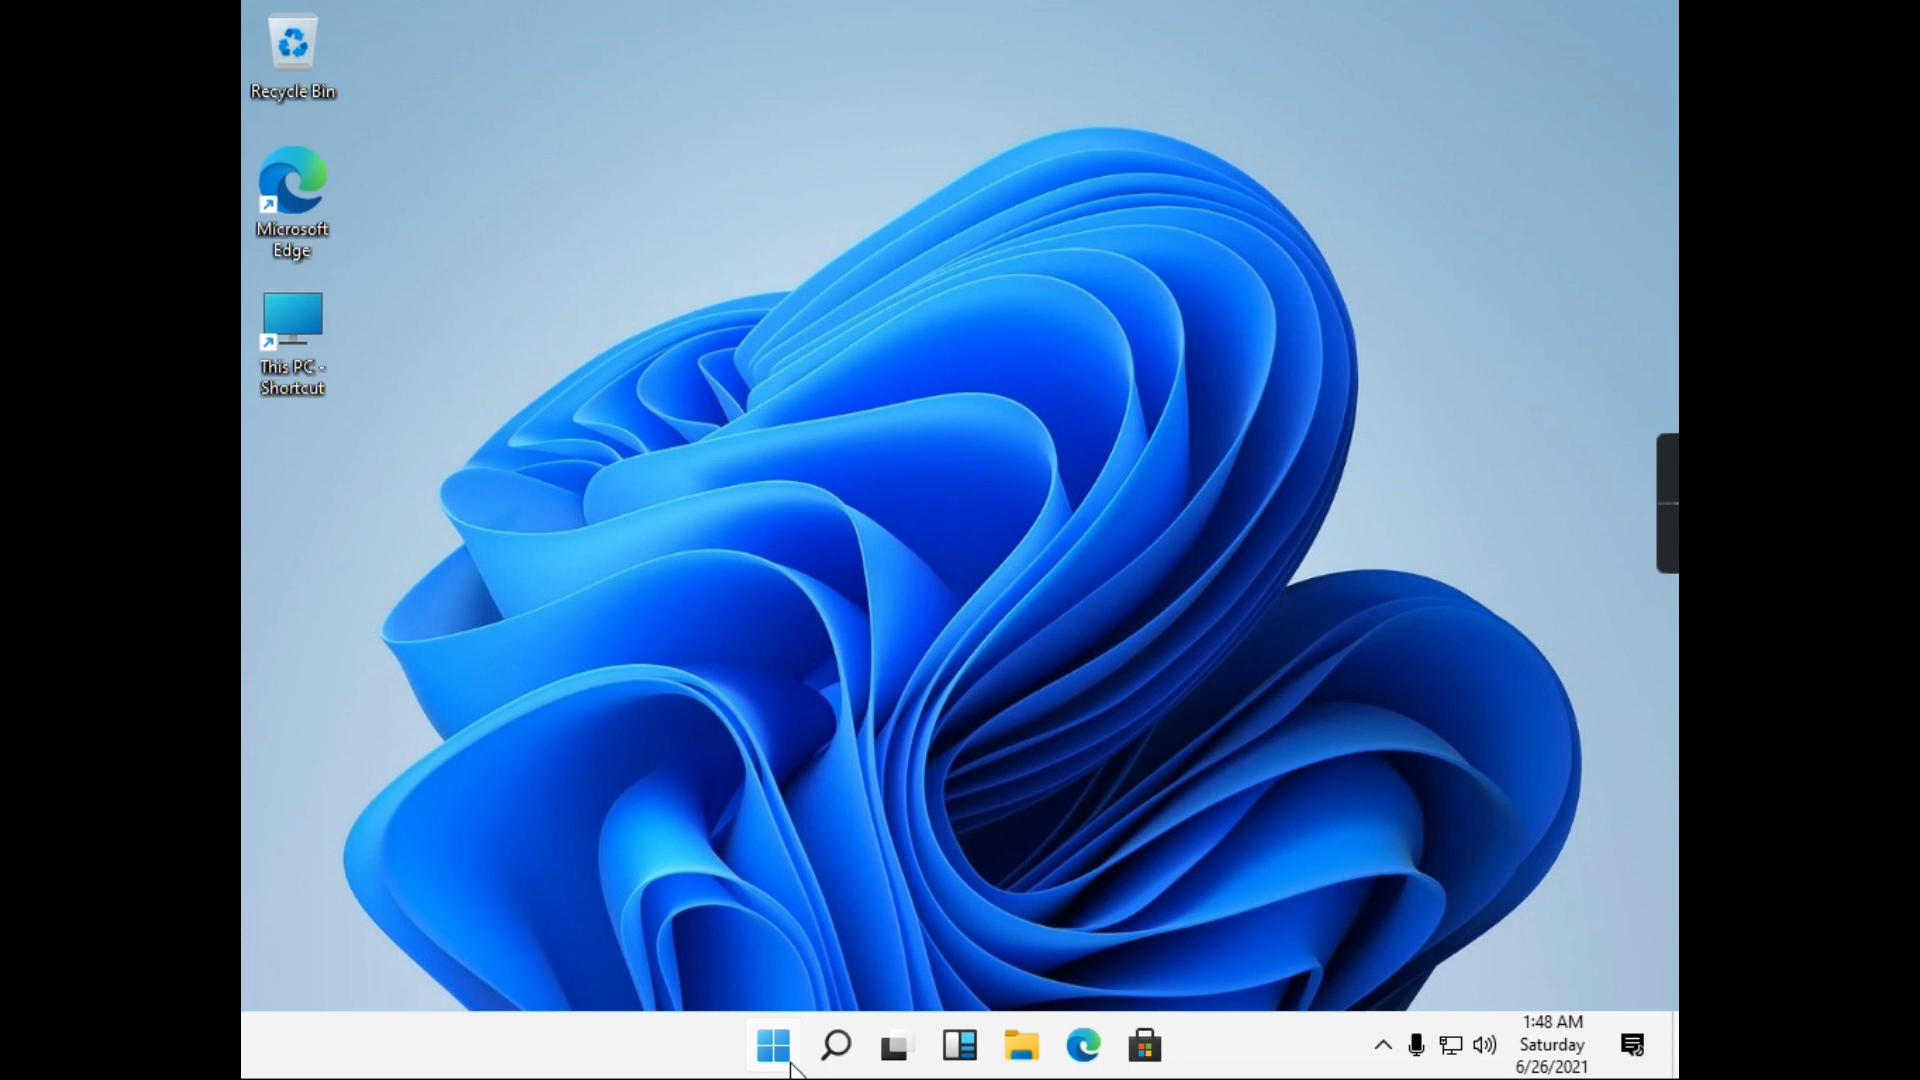 Recycle Bin
Microsoft
Edge
This PC -
Shortcut
1:48 AM
Saturday
6/26/2021